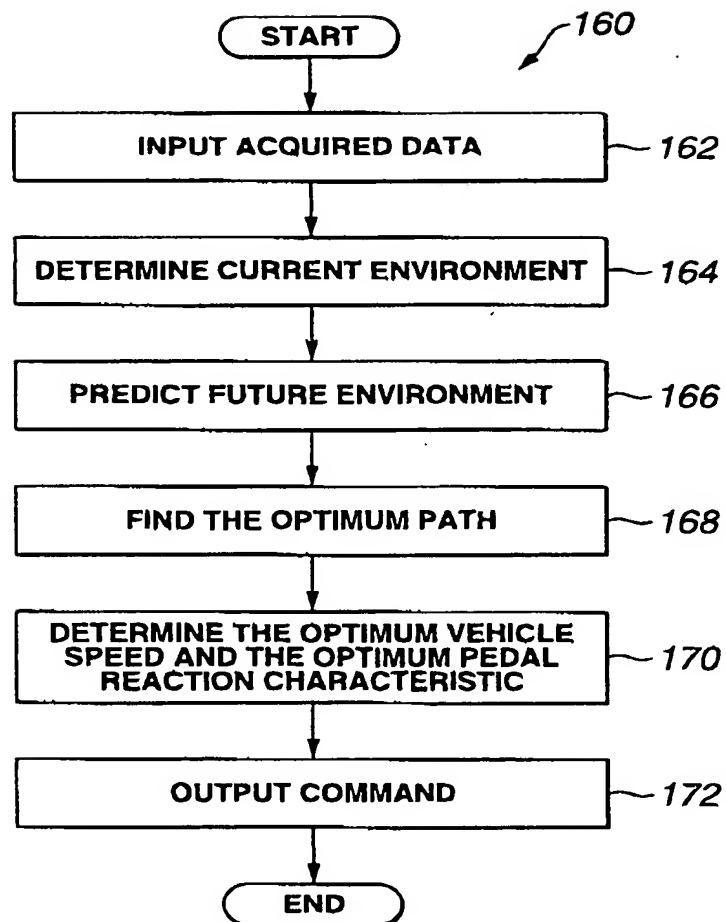 START
160
INPUT ACQUIRED DATA
162
DETERMINE CURRENT ENVIRONMENT
164
PREDICT FUTURE ENVIRONMENT
166
FIND THE OPTIMUM PATH
168
DETERMINE THE OPTIMUM VEHICLE
SPEED AND THE OPTIMUM PEDAL
REACTION CHARACTERISTIC
170
OUTPUT COMMAND
172
END